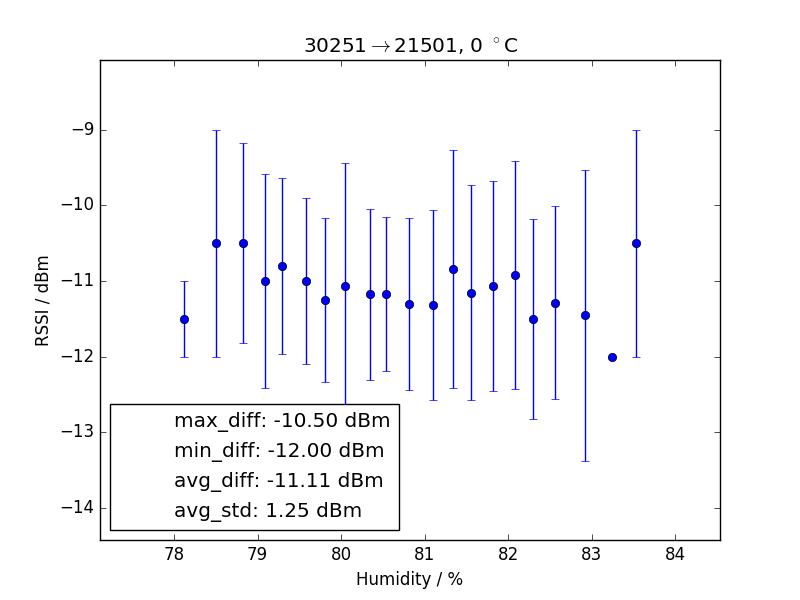 30251→21501, 0 °C
RSSI / dBm
−9
−10
−11
−12
−13
−14
max_diff: -10.50 dBm
min_diff: -12.00 dBm
avg_diff: -11.11 dBm
avg_std: 1.25 dBm
78 79 80 81 82 83 84
Humidity / %